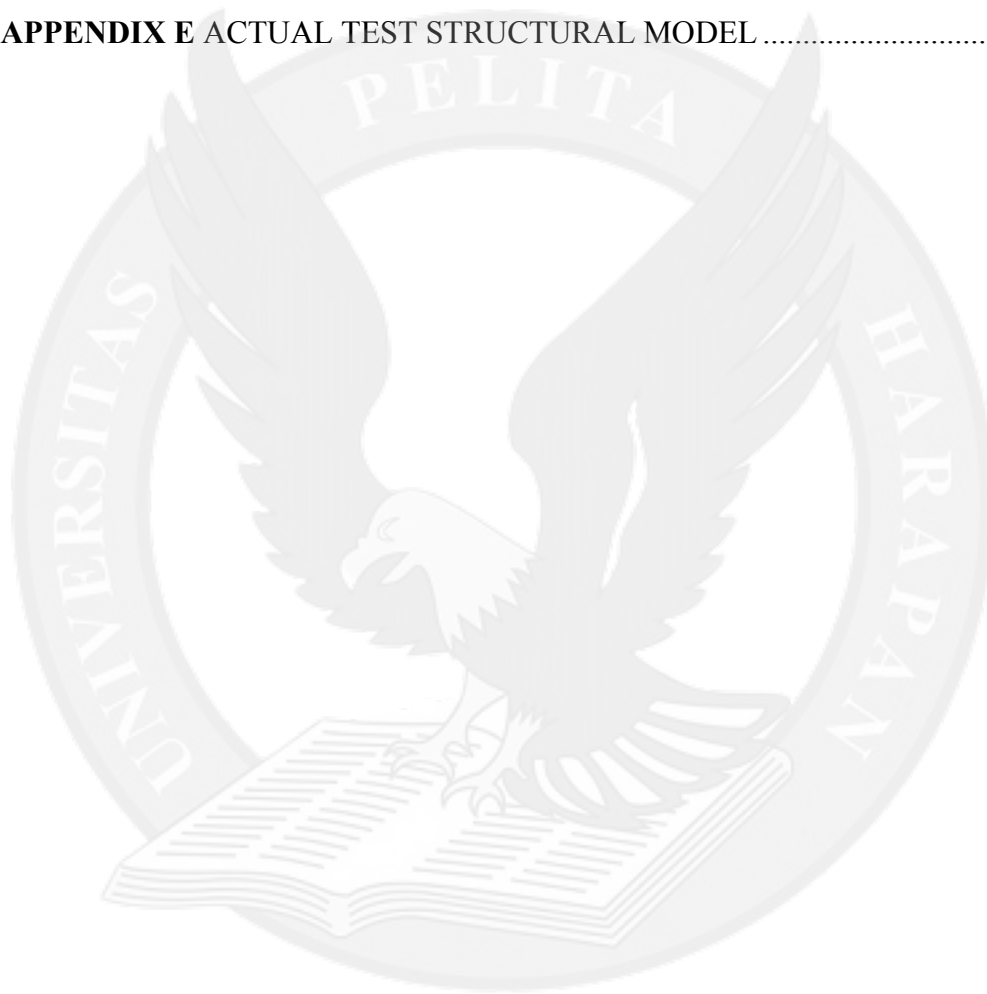 APPENDIX E ACTUAL TEST STRUCTURAL MODEL ............................
UNIVERSITAS PELITA HARAPAN